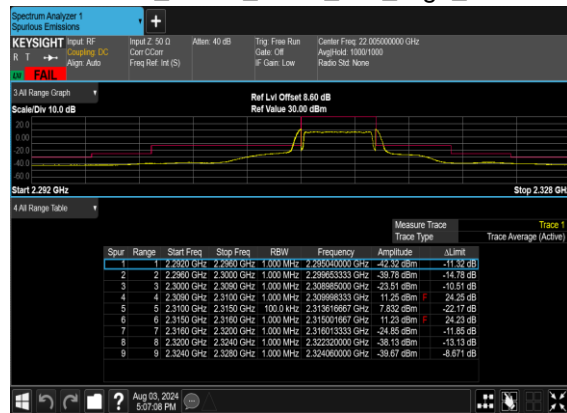 Spectrum Analyzer 1
Spurious Emissions
+
KEYSIGHT Input: RF Input Z: 50 Ω Atten: 40 dB Trig: Free Run Center Freq: 22.005000000 GHz
R T Coupling: DC Corr CCorr Gate: Off Avg|Hold: 1000/1000
Align: Auto Freq Ref: Int (S) IF Gain: Low Radio Std: None
LW FAIL
3 All Range Graph Ref Lvl Offset 8.60 dB
Scale/Div 10.0 dB Ref Value 30.00 dBm
20.0
0.00
-20.0
-40.0
-60.0
Start 2.292 GHz Stop 2.328 GH
4 All Range Table
Measure Trace Trace 1
Trace Type Trace Average (Active)
Spur Range Start Freq Stop Freq RBW Frequency Amplitude ΔLimit
1 1 2.2920 GHz 2.2960 GHz 1.000 MHz 2.295040000 GHz -42.32 dBm -11.32 dB
2 2 2.2960 GHz 2.3000 GHz 1.000 MHz 2.299653333 GHz -39.78 dBm -14.78 dB
3 3 2.3000 GHz 2.3090 GHz 1.000 MHz 2.308985000 GHz -23.51 dBm -10.51 dB
4 4 2.3090 GHz 2.3100 GHz 1.000 MHz 2.309998333 GHz 11.25 dBm F 24.25 dB
5 5 2.3100 GHz 2.3150 GHz 100.0 kHz 2.313616667 GHz 7.832 dBm -22.17 dB
6 6 2.3150 GHz 2.3160 GHz 1.000 MHz 2.315001667 GHz 11.23 dBm F 24.23 dB
7 7 2.3160 GHz 2.3200 GHz 1.000 MHz 2.316013333 GHz -24.85 dBm -11.85 dB
8 8 2.3200 GHz 2.3240 GHz 1.000 MHz 2.322320000 GHz -38.13 dBm -13.13 dB
9 9 2.3240 GHz 2.3280 GHz 1.000 MHz 2.324060000 GHz -39.67 dBm -8.671 dB
? Aug 03, 2024
5:07:08 PM